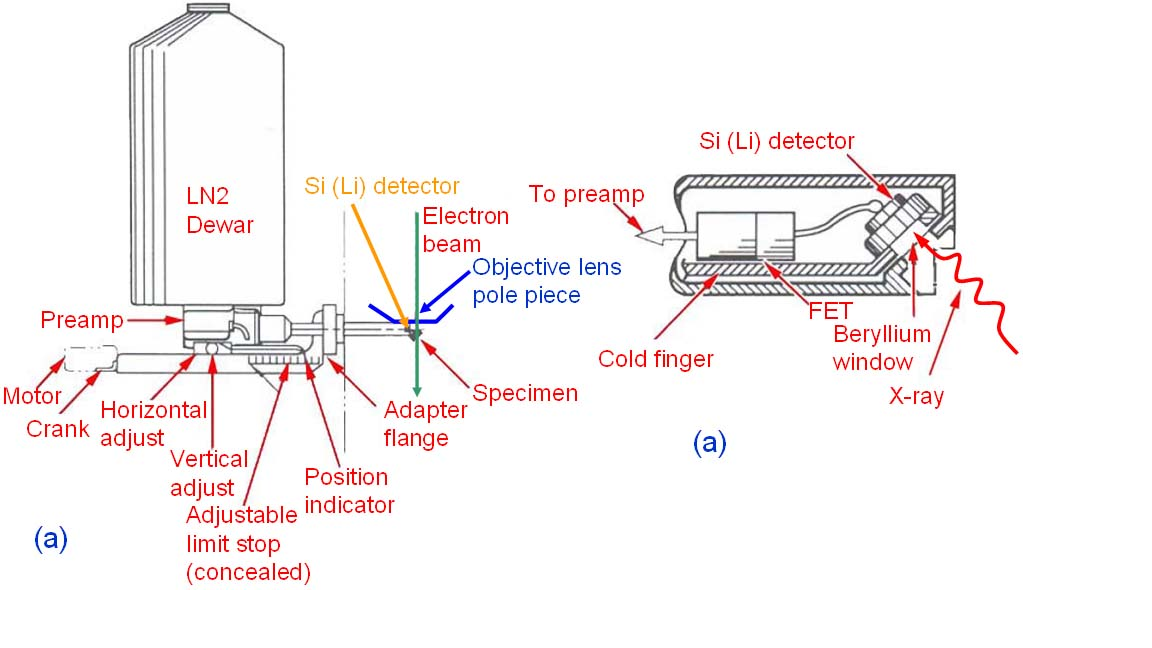 LN2
Dewar
Si (Li) detector
Electron
beam
Objective lens
pole piece
Preamp
Motor
Crank
Horizontal
adjust
Vertical
adjust
Adjustable
limit stop
(concealed)
Position
indicator
Adapter
flange
Specimen
(a)
Si (Li) detector
To preamp
FET
Cold finger
Beryllium
window
X-ray
(a)